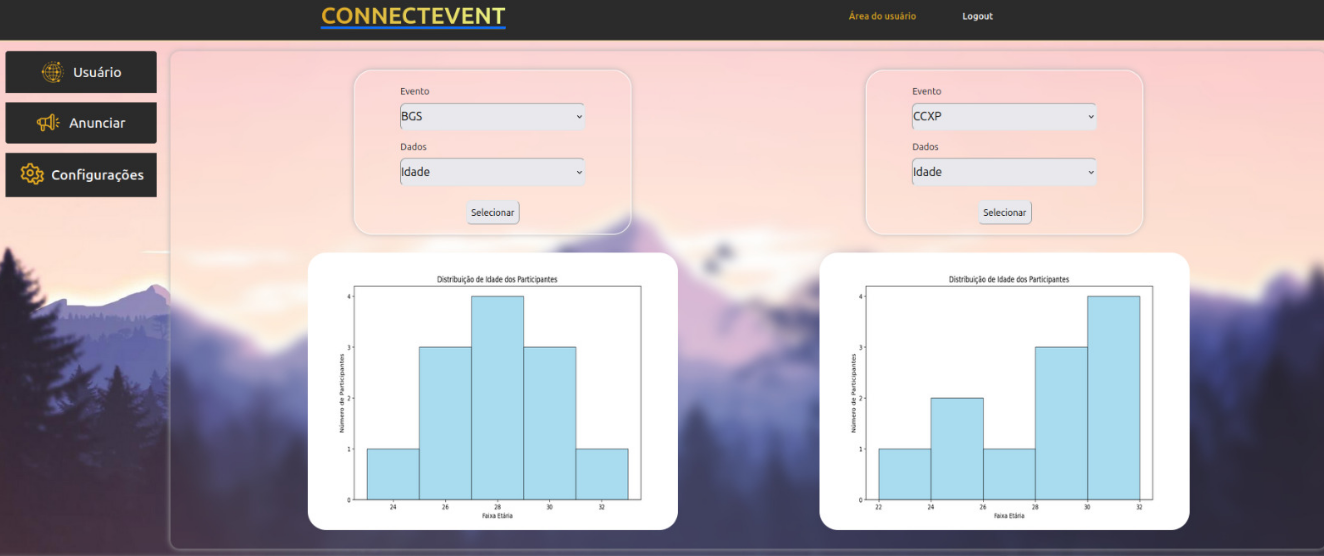 CONNECTEVENT
Área do usuário
Logout
Usuário
Anunciar
Configurações
Evento
BGS
Dados
Idade
Selecionar
Distribuição de Idade dos Participantes
Número de Participantes
4
3
2
1
0
24 26 28 30 32
Faixa Etária
Evento
CCXP
Dados
Idade
Selecionar
Distribuição de Idade dos Participantes
Número de Participantes
4
3
2
1
0
22 24 26 28 30 32
Faixa Etária